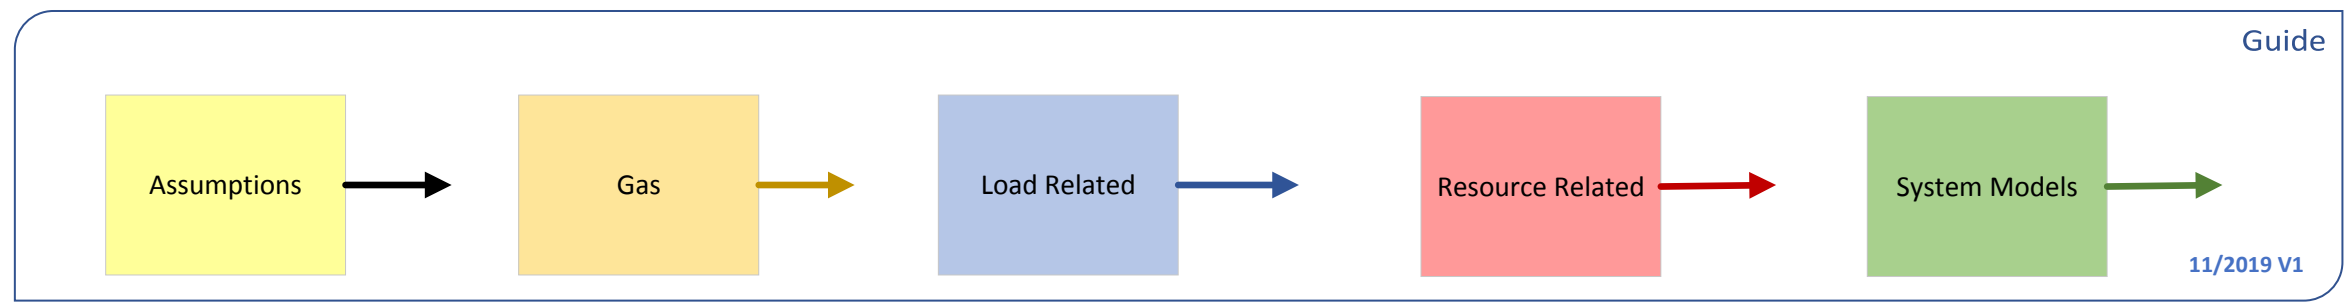 Guide
Assumptions
Gas
Load Related
Resource Related
System Models
11/2019 V1